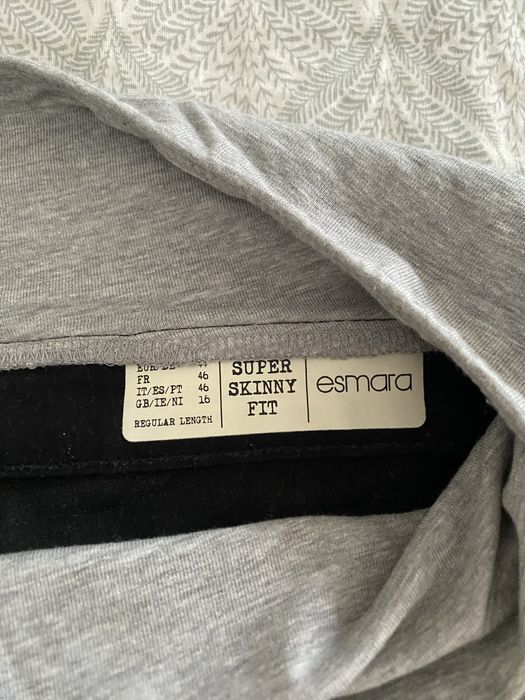 FR 46
IT/ES/PT 46
GB/IE/NI 16
REGULAR LENGTH
SUPER
SKINNY
FIT
esmara